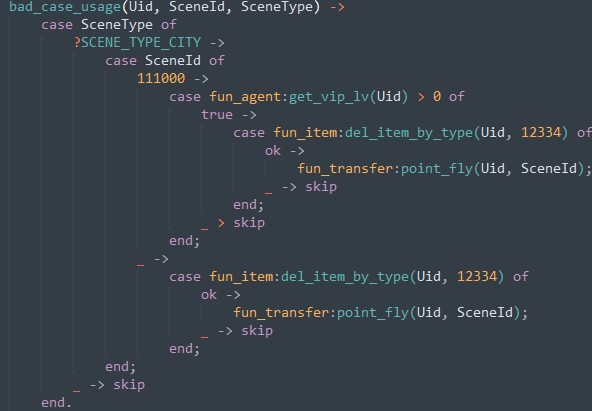 bad_case_usage(Uid, SceneId, SceneType) ->
    case SceneType of
        ?SCENE_TYPE_CITY ->
            case SceneId of
                111000 ->
                    case fun_agent:get_vip_lv(Uid) > 0 of
                        true ->
                            case fun_item:del_item_by_type(Uid, 12334) of
                                ok ->
                                    fun_transfer:point_fly(Uid, SceneId);
                                _ -> skip
                            end;
                        _ > skip
                    end;
                _ ->
                    case fun_item:del_item_by_type(Uid, 12334) of
                        ok ->
                            fun_transfer:point_fly(Uid, SceneId);
                        _ -> skip
                    end;
            end;
        _ -> skip
    end.